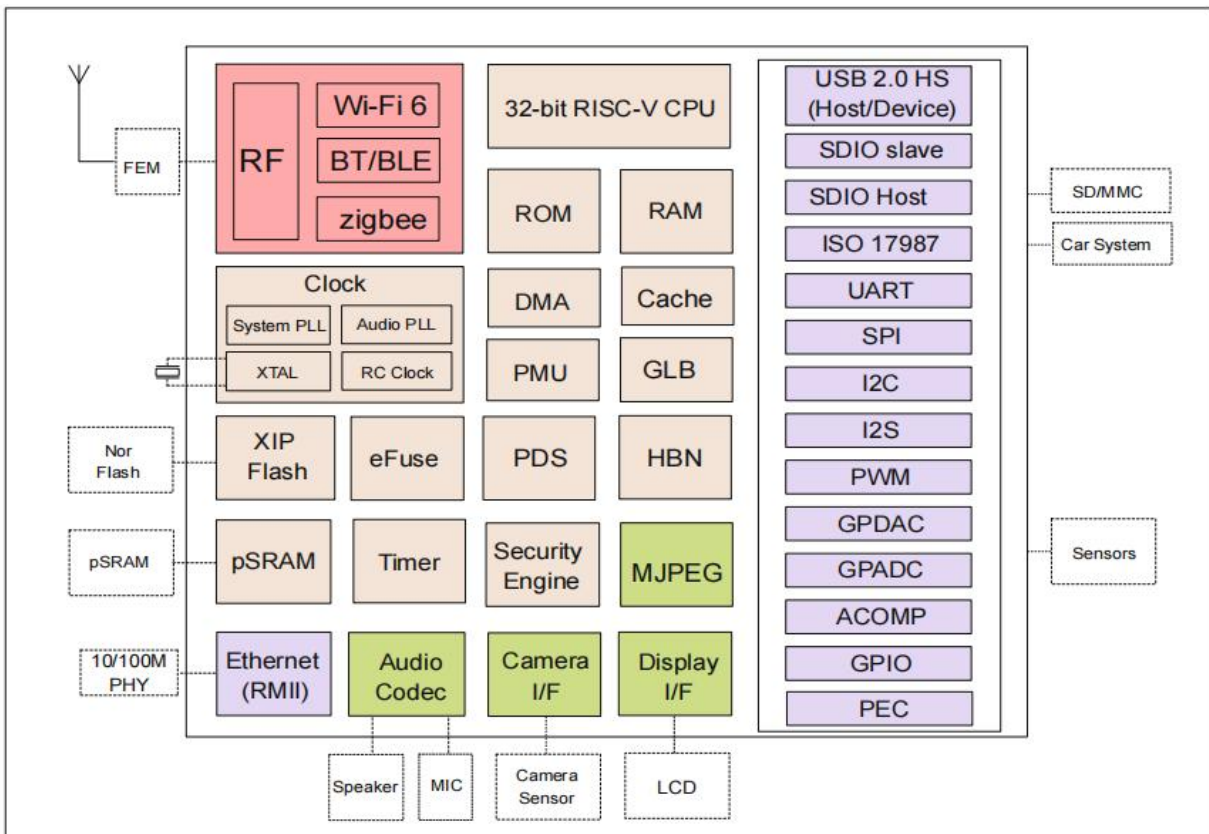 FEM
RF
Wi-Fi 6
BT/BLE
zigbee
Clock
System PLL
Audio PLL
XTAL
RC Clock
Nor
Flash
XIP
Flash
eFuse
pSRAM
pSRAM
Timer
10/100M
PHY
Ethernet
(RMII)
Audio
Codec
Speaker
MIC
32-bit RISC-V CPU
ROM
RAM
DMA
Cache
PMU
GLB
PDS
HBN
Security
Engine
MJPEG
Camera
I/F
Display
I/F
Camera
Sensor
LCD
USB 2.0 HS
(Host/Device)
SDIO slave
SDIO Host
ISO 17987
UART
SPI
I2C
I2S
PWM
GPDAC
GPADC
ACOMP
GPIO
PEC
SD/MMC
Car System
Sensors